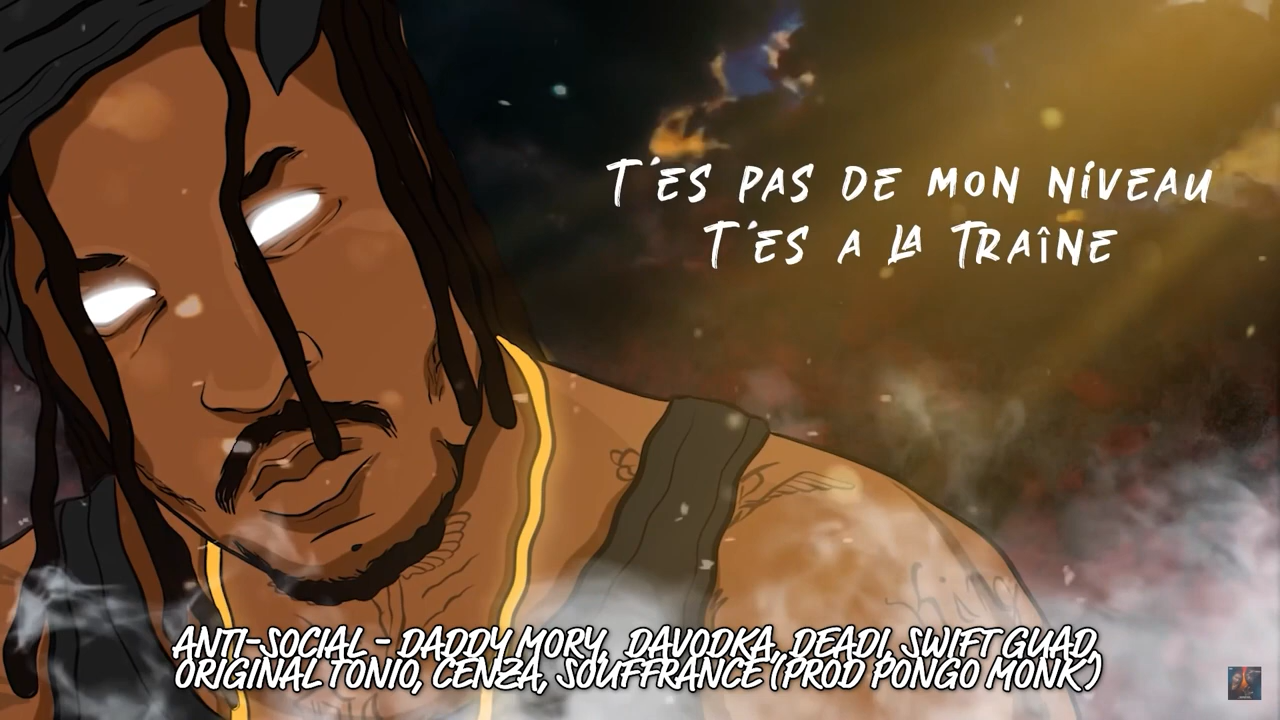 T'ES PAS DE MON NIVEAU
T'ES A LA TRAÎNE
ANTI-SOCIAL - DADDY MORY, DAVODKA, DEADI, SWIFT GUAD,
ORIGINAL TONIO, CENZA, SOUFFRANCE (PROD PONGO MONK)